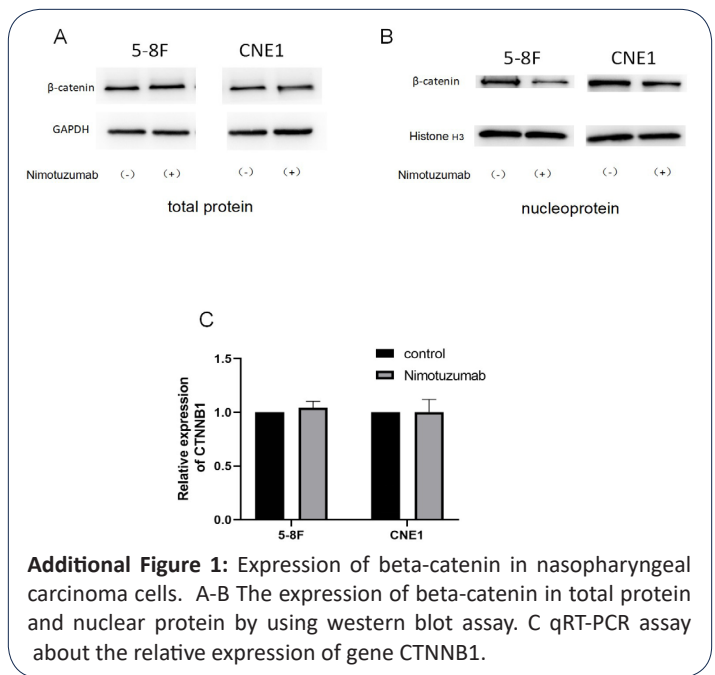 A
5-8F CNE1
β-catenin
GAPDH
Nimotuzumab (-) (+) (-) (+)
total protein
B
5-8F CNE1
β-catenin
Histone H3
Nimotuzumab (-) (+) (-) (+)
nucleoprotein
C
control
Nimotuzumab
Relative expression
of CTNNB1
1.5
1.0
0.5
0.0
5-8F CNE1
Additional Figure 1: Expression of beta-catenin in nasopharyngeal
carcinoma cells. A-B The expression of beta-catenin in total protein
and nuclear protein by using western blot assay. C qRT-PCR assay
about the relative expression of gene CTNNB1.